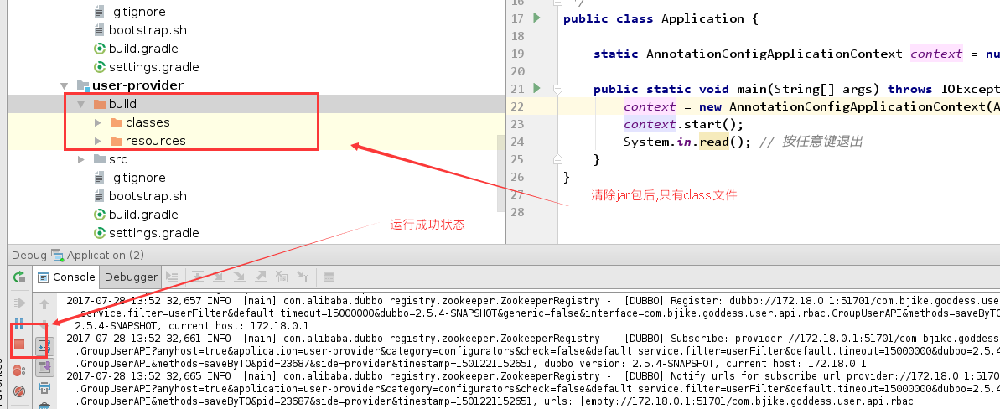 .gitignore
bootstrap.sh
build.gradle
settings.gradle
user-provider
build
classes
resources
src
.gitignore
bootstrap.sh
build.gradle
settings.gradle
16 */
17 public class Application {
18
19 static AnnotationConfigApplicationContext context = nu
20
21 public static void main(String[] args) throws IOExcept
22 context = new AnnotationConfigApplicationContext(A
23 context.start();
24 System.in.read(); // 按任意键退出
25 }
26 }
27
28
清除jar包后,只有class文件
运行成功状态
Debug Application (2)
Console Debugger
2017-07-28 13:52:32,657 INFO [main] com.alibaba.dubbo.registry.zookeeper.ZookeeperRegistry - [DUBBO] Register: dubbo://172.18.0.1:51701/com.bjike.goddess.use
.service.filter=userFilter&default.timeout=15000000&dubbo=2.5.4-SNAPSHOT&generic=false&interface=com.bjike.goddess.user.api.rbac.GroupUserAPI&methods=saveByTO
2.5.4-SNAPSHOT, current host: 172.18.0.1
2017-07-28 13:52:32,661 INFO [main] com.alibaba.dubbo.registry.zookeeper.ZookeeperRegistry - [DUBBO] Subscribe: provider://172.18.0.1:51701/com.bjike.goddess
.GroupUserAPI?anyhost=true&application=user-provider&category=configurators&check=false&default.service.filter=userFilter&default.timeout=15000000&dubbo=2.5.4
.GroupUserAPI&methods=saveByTO&pid=23687&side=provider&timestamp=1501221152651, dubbo version: 2.5.4-SNAPSHOT, current host: 172.18.0.1
2017-07-28 13:52:32,665 INFO [main] com.alibaba.dubbo.registry.zookeeper.ZookeeperRegistry - [DUBBO] Notify urls for subscribe url provider://172.18.0.1:5170
.GroupUserAPI?anyhost=true&application=user-provider&category=configurators&check=false&default.service.filter=userFilter&default.timeout=15000000&dubbo=2.5.4
.GroupUserAPI&methods=saveByTO&pid=23687&side=provider&timestamp=1501221152651, urls: [empty://172.18.0.1:51701/com.bjike.goddess.user.api.rbac